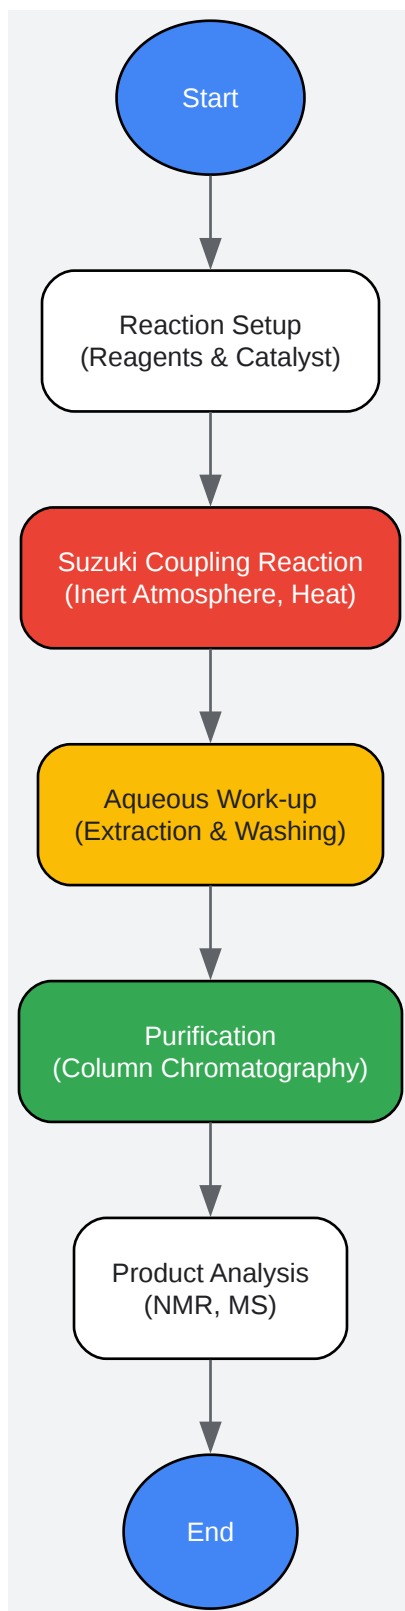 Start
Reaction Setup
(Reagents & Catalyst)
Suzuki Coupling Reaction
(Inert Atmosphere, Heat)
Aqueous Work-up
(Extraction & Washing)
Purification
(Column Chromatography)
Product Analysis
(NMR, MS)
End